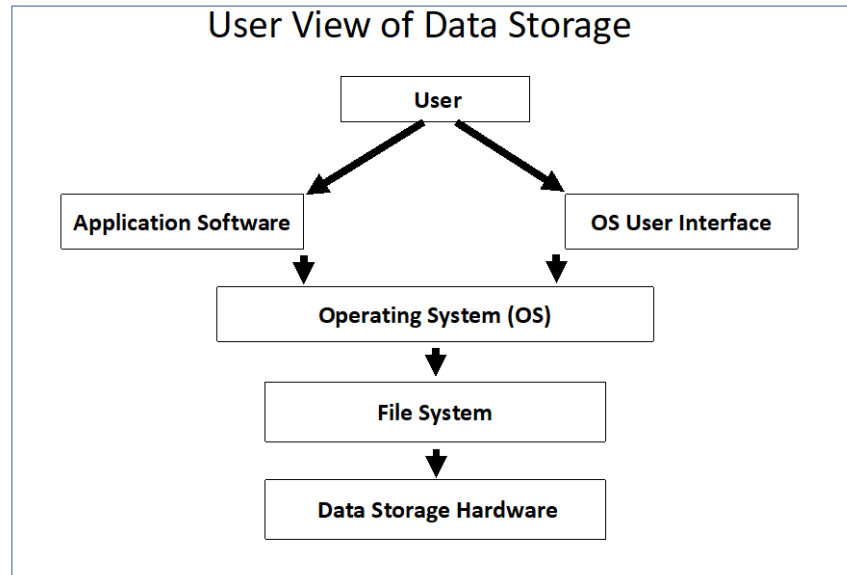 User View of Data Storage
User
Application Software
OS User Interface
Operating System (OS)
File System
Data Storage Hardware